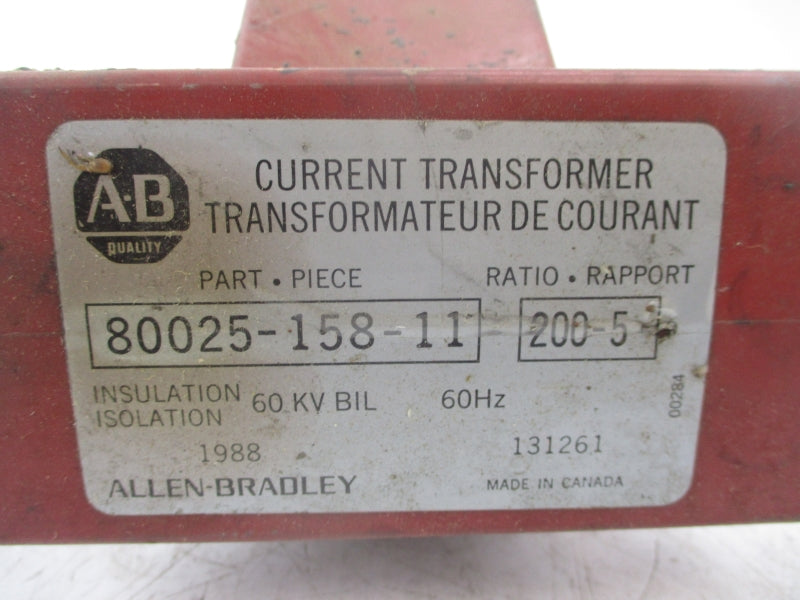 A·B
QUALITY
CURRENT TRANSFORMER
TRANSFORMATEUR DE COURANT
PART • PIECE
RATIO • RAPPORT
80025-158-11
200-5
INSULATION
ISOLATION
60 KV BIL
60Hz
00284
1988
131261
ALLEN-BRADLEY
MADE IN CANADA